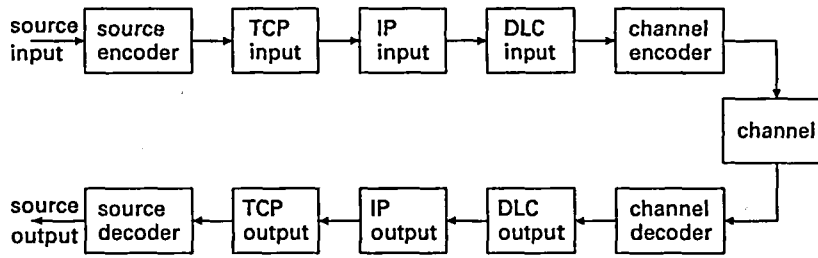 source input
source encoder
TCP input
IP input
DLC input
channel encoder
channel
source output
source decoder
TCP output
IP output
DLC output
channel decoder